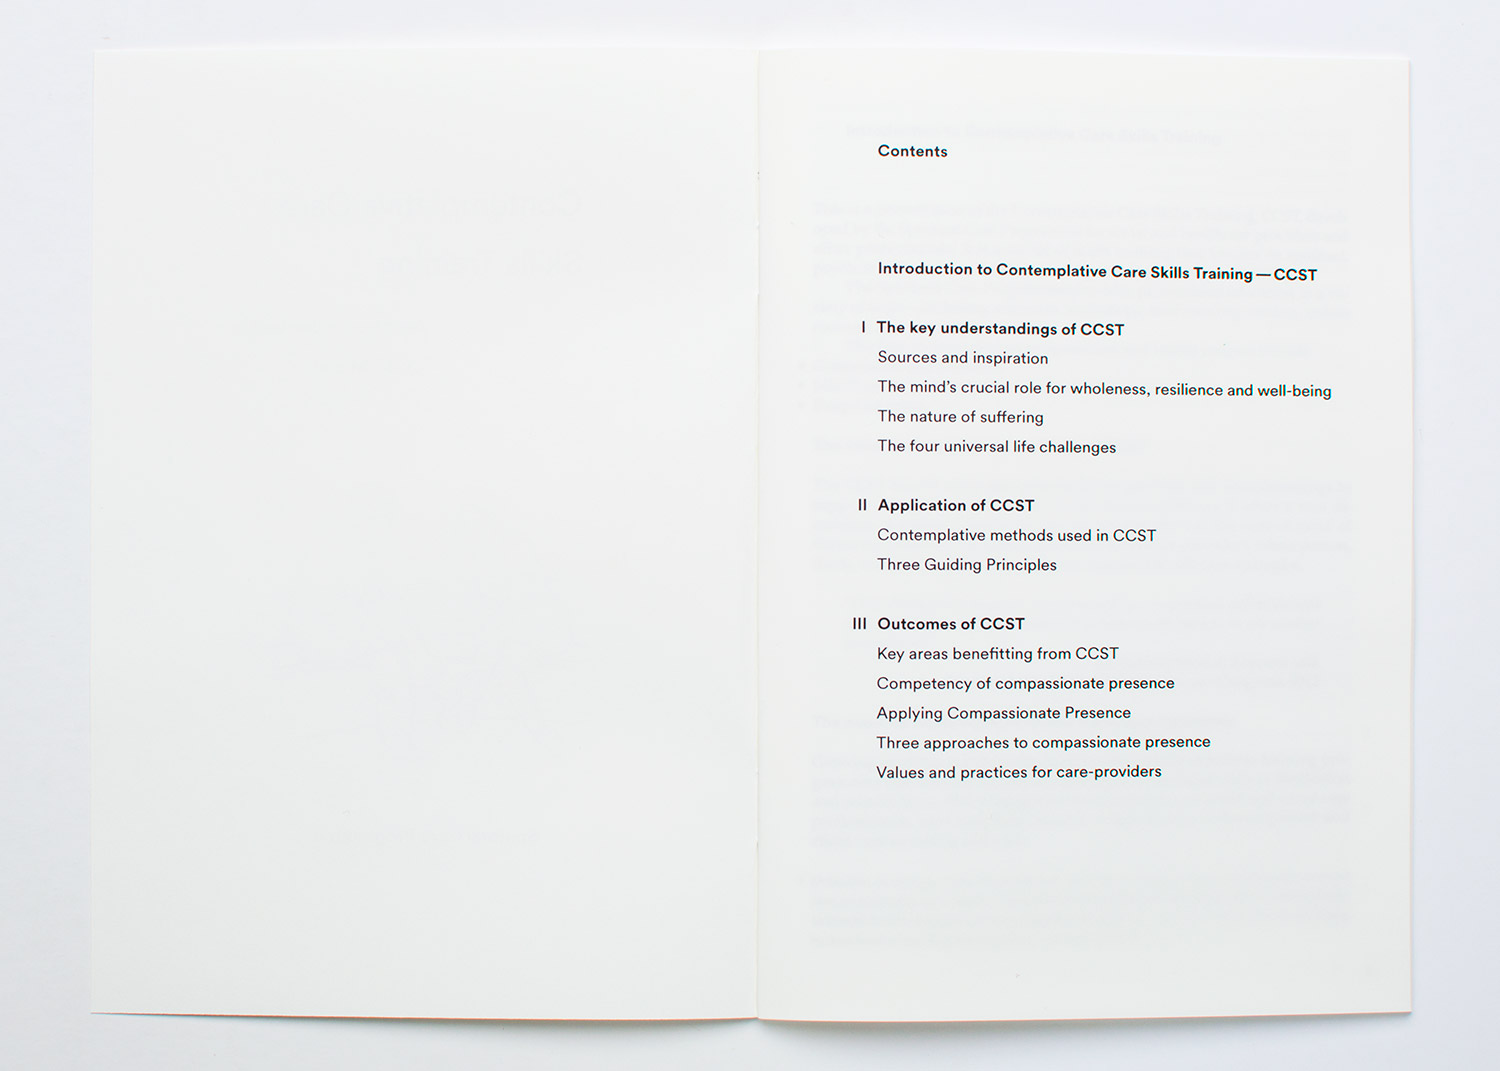 Contents
Introduction to Contemplative Care Skills Training — CCST
I The key understandings of CCST
Sources and inspiration
The mind’s crucial role for wholeness, resilience and well-being
The nature of suffering
The four universal life challenges
II Application of CCST
Contemplative methods used in CCST
Three Guiding Principles
III Outcomes of CCST
Key areas benefitting from CCST
Competency of compassionate presence
Applying Compassionate Presence
Three approaches to compassionate presence
Values and practices for care-providers